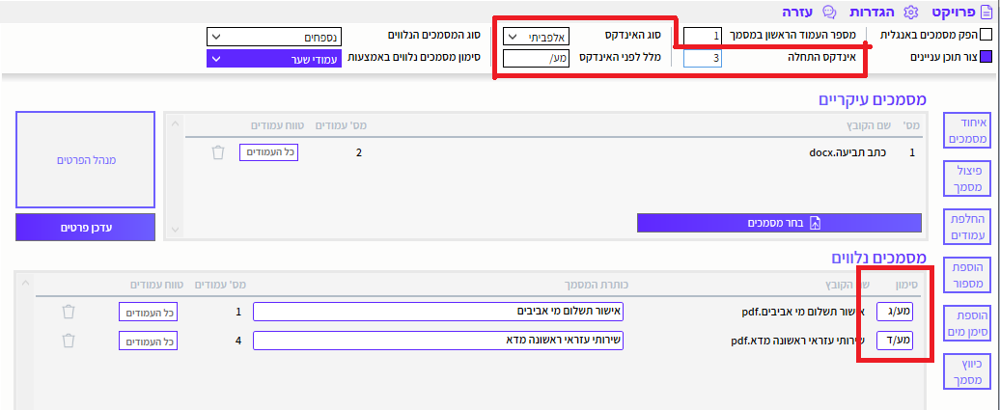 פרויקט הגדרות עזרה
הפק מסמכים באנגלית מספר העמוד הראשון במסמך 1 סוג האינדקס אלפביתי סוג המסמכים הנלווים נספחים
צור תוכן עניינים אינדקס התחלה 3 מלל לפני האינדקס מע/ סימון מסמכים נלווים באמצעות עמודי שער
מסמכים עיקריים
מס' שם הקובץ מס' עמודים טווח עמודים
1 כתב תביעה.docx 2 כל העמודים
בחר מסמכים
מנהל הפרטים
עדכן פרטים
איחוד מסמכים
פיצול מסמך
החלפת עמודים
הוספת מספור
הוספת סימן מים
כיווץ מסמך
מסמכים נלווים
סימון שם הקובץ כותרת המסמך מס' עמודים טווח עמודים
מע/ג אישור תשלום מי אביבים.pdf אישור תשלום מי אביבים 1 כל העמודים
מע/ד שירותי עזראי ראשונה מדא.pdf שירותי עזראי ראשונה מדא 4 כל העמודים